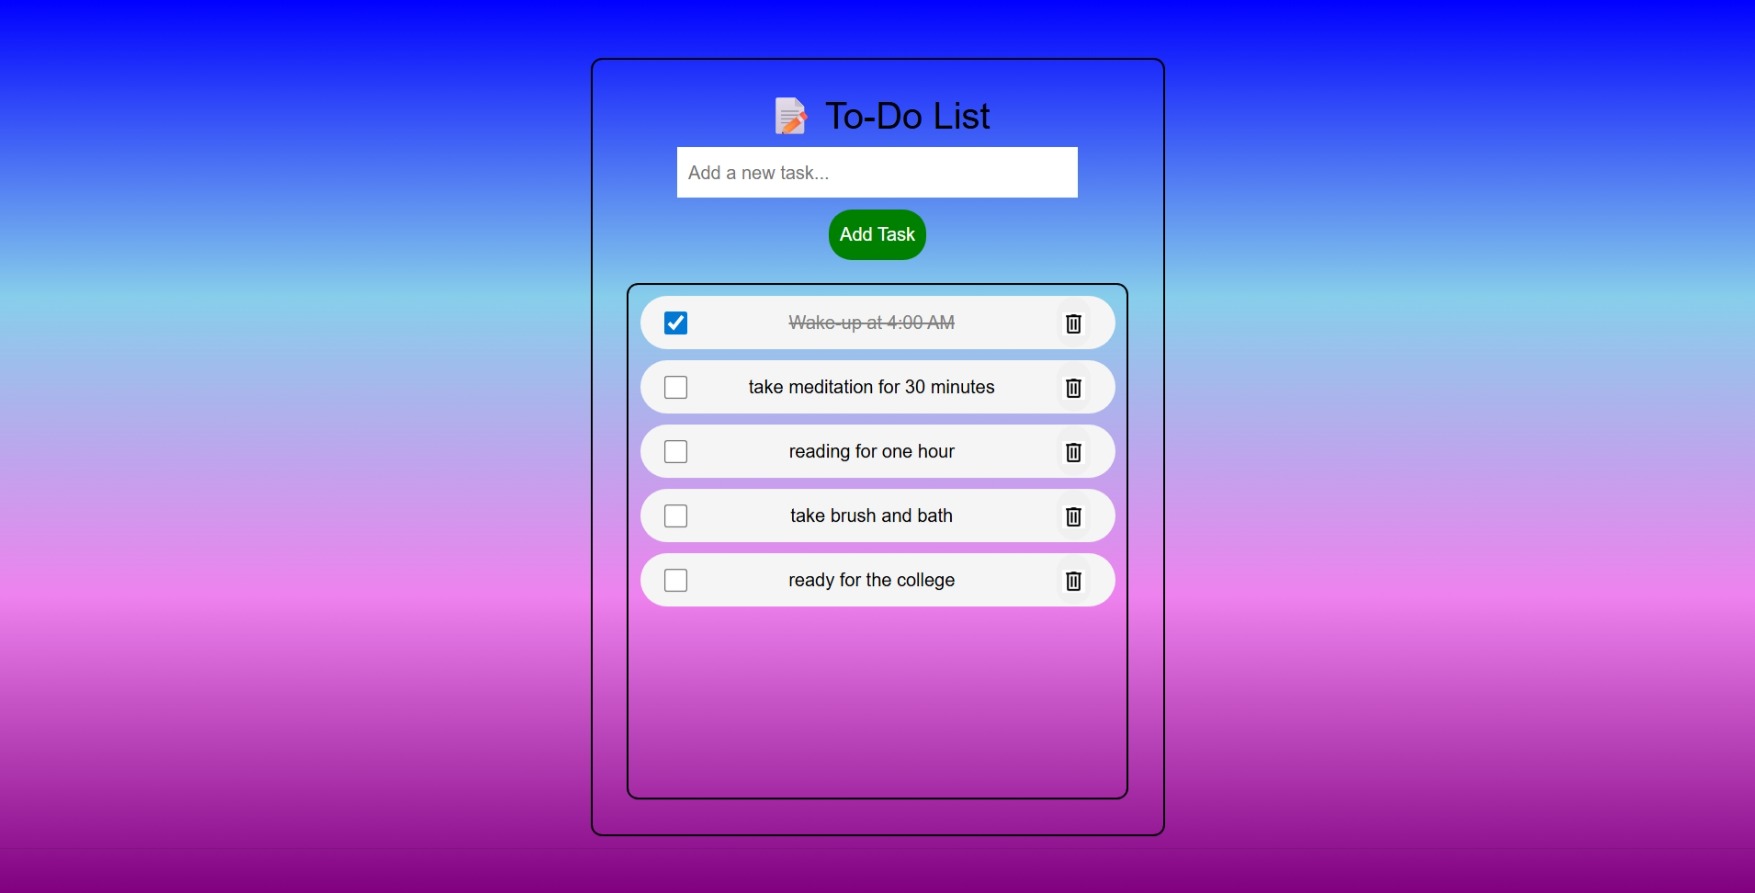 To-Do List
Add a new task...
Add Task
Wake-up at 4:00 AM
take meditation for 30 minutes
reading for one hour
take brush and bath
ready for the college